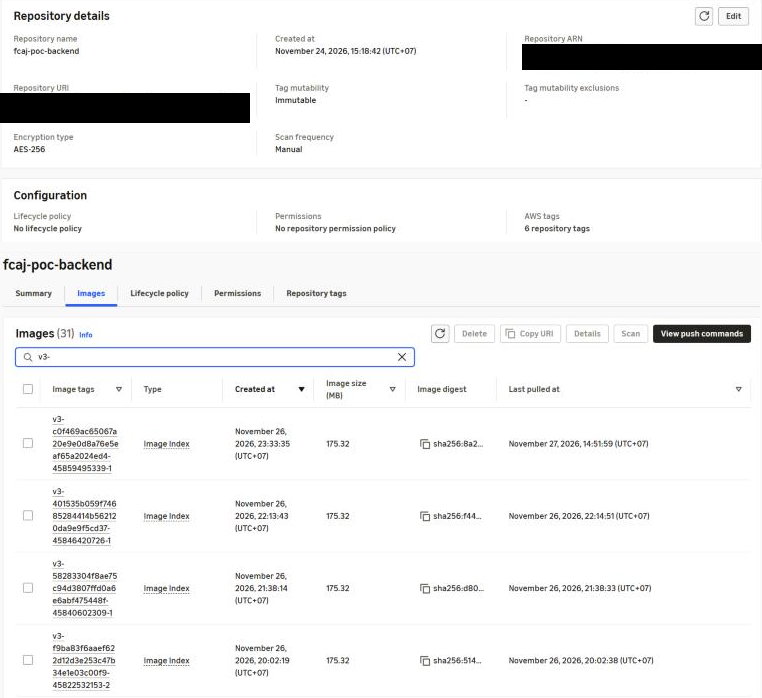 Repository details
Edit
Repository name
fcaj-poc-backend
Created at
November 24, 2026, 15:18:42 (UTC+07)
Repository ARN
Repository URI
Tag mutability
Immutable
Tag mutability exclusions
-
Encryption type
AES-256
Scan frequency
Manual
Configuration
Lifecycle policy
No lifecycle policy
Permissions
No repository permission policy
AWS tags
6 repository tags
fcaj-poc-backend
Summary
Images
Lifecycle policy
Permissions
Repository tags
Images (31) Info
Delete
Copy URI
Details
Scan
View push commands
v3-
Image tags
Type
Created at
Image size
(MB)
Image digest
Last pulled at
v3-
c0f469ac65067a
20e9e0d8a76e5e
af65a2024ed4-
45859495339-1
Image Index
November 26,
2026, 23:33:35
(UTC+07)
175.32
sha256:8a2...
November 27, 2026, 14:51:59 (UTC+07)
v3-
401535b059f746
85284414b56212
0da9e9f5cd37-
45846420726-1
Image Index
November 26,
2026, 22:13:43
(UTC+07)
175.32
sha256:f44...
November 26, 2026, 22:14:51 (UTC+07)
v3-
58283304f8ae75
c94d3807ffd0a6
e6abf475448f-
45840602309-1
Image Index
November 26,
2026, 21:38:14
(UTC+07)
175.32
sha256:d80...
November 26, 2026, 21:38:33 (UTC+07)
v3-
f9ba83f6aaef62
2d12d3e253c47b
34e1e03c00f9-
45822532153-2
Image Index
November 26,
2026, 20:02:19
(UTC+07)
175.32
sha256:514...
November 26, 2026, 20:02:38 (UTC+07)